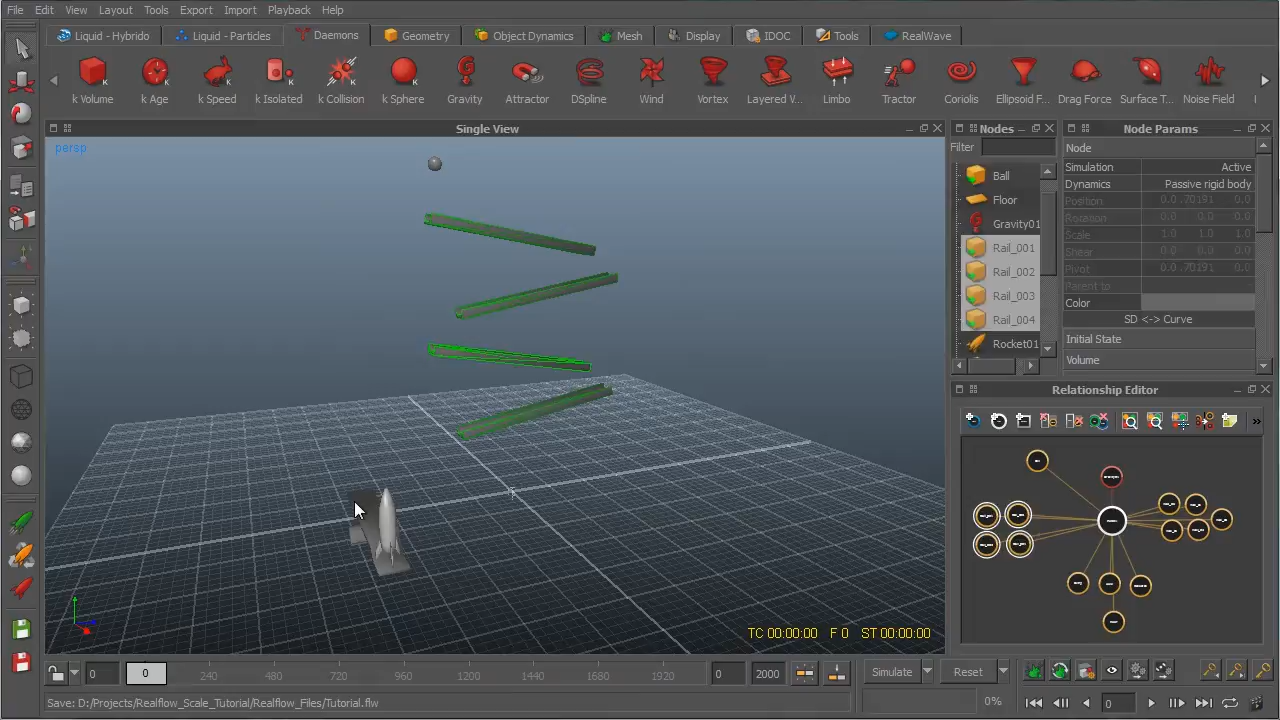 File Edit View Layout Tools Export Import Playback Help
Liquid - Hybrido Liquid - Particles Daemons Geometry Object Dynamics Mesh Display IDOC Tools RealWave
k Volume k Age k Speed k Isolated k Collision k Sphere Gravity Attractor DSpline Wind Vortex Layered V... Limbo Tractor Coriolis Ellipsoid F... Drag Force Surface T... Noise Field
Single View
persp
TC 00:00:00 F 0 ST 00:00:00
Nodes
Filter
Ball
Floor
Gravity01
Rail_001
Rail_002
Rail_003
Rail_004
Rocket01
Node Params
Node
Simulation Active
Dynamics Passive rigid body
Position 0.0 .70191 0.0
Rotation 0.0 0.0 0.0
Scale 1.0 1.0 1.0
Shear 0.0 0.0 0.0
Pivot 0.0 .70191 0.0
Parent to
Color
SD <-> Curve
Initial State
Volume
Relationship Editor
0 0 240 480 720 960 1200 1440 1680 1920 0 2000
Simulate Reset
0% 0
Save: D:/Projects/Realflow_Scale_Tutorial/Realflow_Files/Tutorial.flw